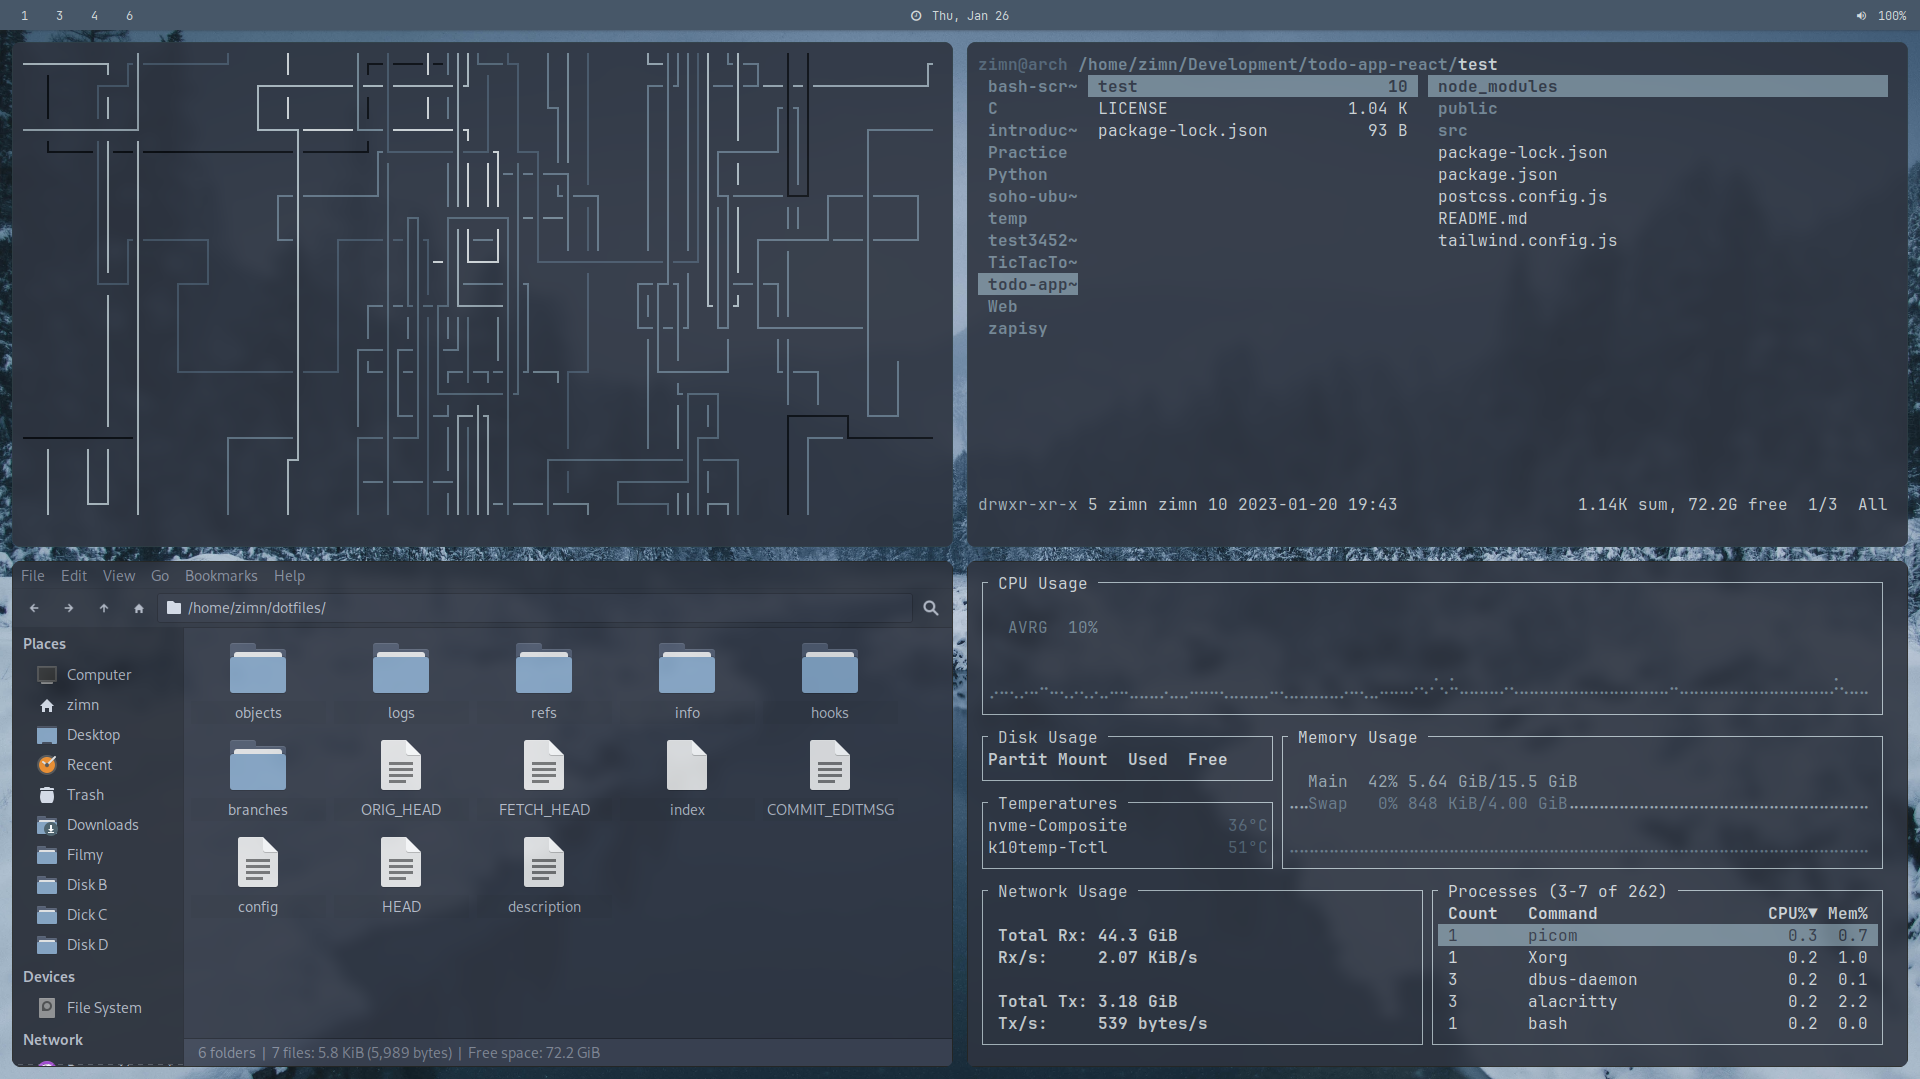 1 3 4 6 Thu, Jan 26 100%
zimn@arch /home/zimn/Development/todo-app-react/test
bash-scr~ test 10 node_modules
C LICENSE 1.04 K public
introduc~ package-lock.json 93 B src
Practice package-lock.json
Python package.json
soho-ubu~ postcss.config.js
temp README.md
test3452~ tailwind.config.js
TicTacTo~
todo-app~
Web
zapisy
drwxr-xr-x 5 zimn zimn 10 2023-01-20 19:43 1.14K sum, 72.2G free 1/3 All
File Edit View Go Bookmarks Help
/home/zimn/dotfiles/
Places
Computer
zimn
Desktop
Recent
Trash
Downloads
Filmy
Disk B
Dick C
Disk D
Devices
File System
Network
objects logs refs info hooks
branches ORIG_HEAD FETCH_HEAD index COMMIT_EDITMSG
config HEAD description
6 folders | 7 files: 5.8 KiB (5,989 bytes) | Free space: 72.2 GiB
CPU Usage
AVRG 10%
Disk Usage
Partit Mount Used Free
Memory Usage
Main 42% 5.64 GiB/15.5 GiB
Swap 0% 848 KiB/4.00 GiB
Temperatures
nvme-Composite 36°C
k10temp-Tctl 51°C
Network Usage
Total Rx: 44.3 GiB
Rx/s: 2.07 KiB/s
Total Tx: 3.18 GiB
Tx/s: 539 bytes/s
Processes (3-7 of 262)
Count Command CPU%▼ Mem%
1 picom 0.3 0.7
1 Xorg 0.2 1.0
3 dbus-daemon 0.2 0.1
3 alacritty 0.2 2.2
1 bash 0.2 0.0